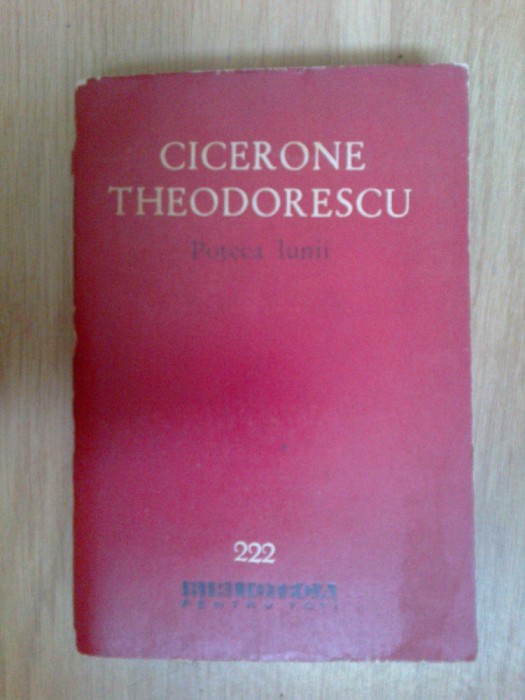 CICERONE
THEODORESCU
Poteca lunii
222
BIBLIOTECA
PENTRU TOȚI